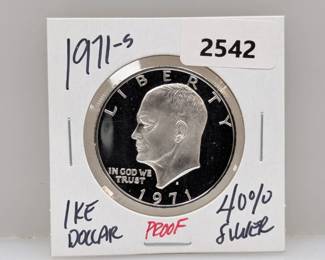 1971-S
2542
LIBERTY
IN GOD WE
TRUST
S
1971
IKE
DOLLAR
PROOF
40%
SILVER